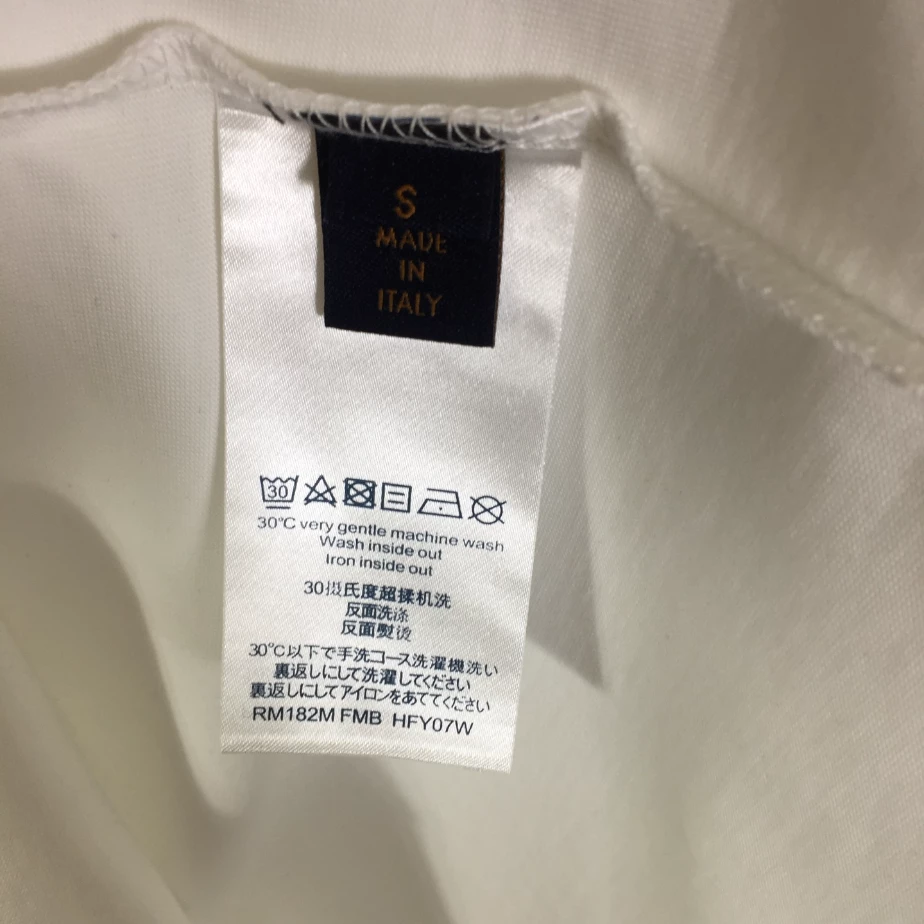 S
MADE
IN
ITALY
30
30°C very gentle machine wash
Wash inside out
Iron inside out
30摄氏度超揉机洗
反面洗涤
反面熨烫
30°C以下で手洗コース洗濯機洗い
裏返しにして洗濯してください
裏返しにしてアイロンをあててください
RM182M FMB HFY07W